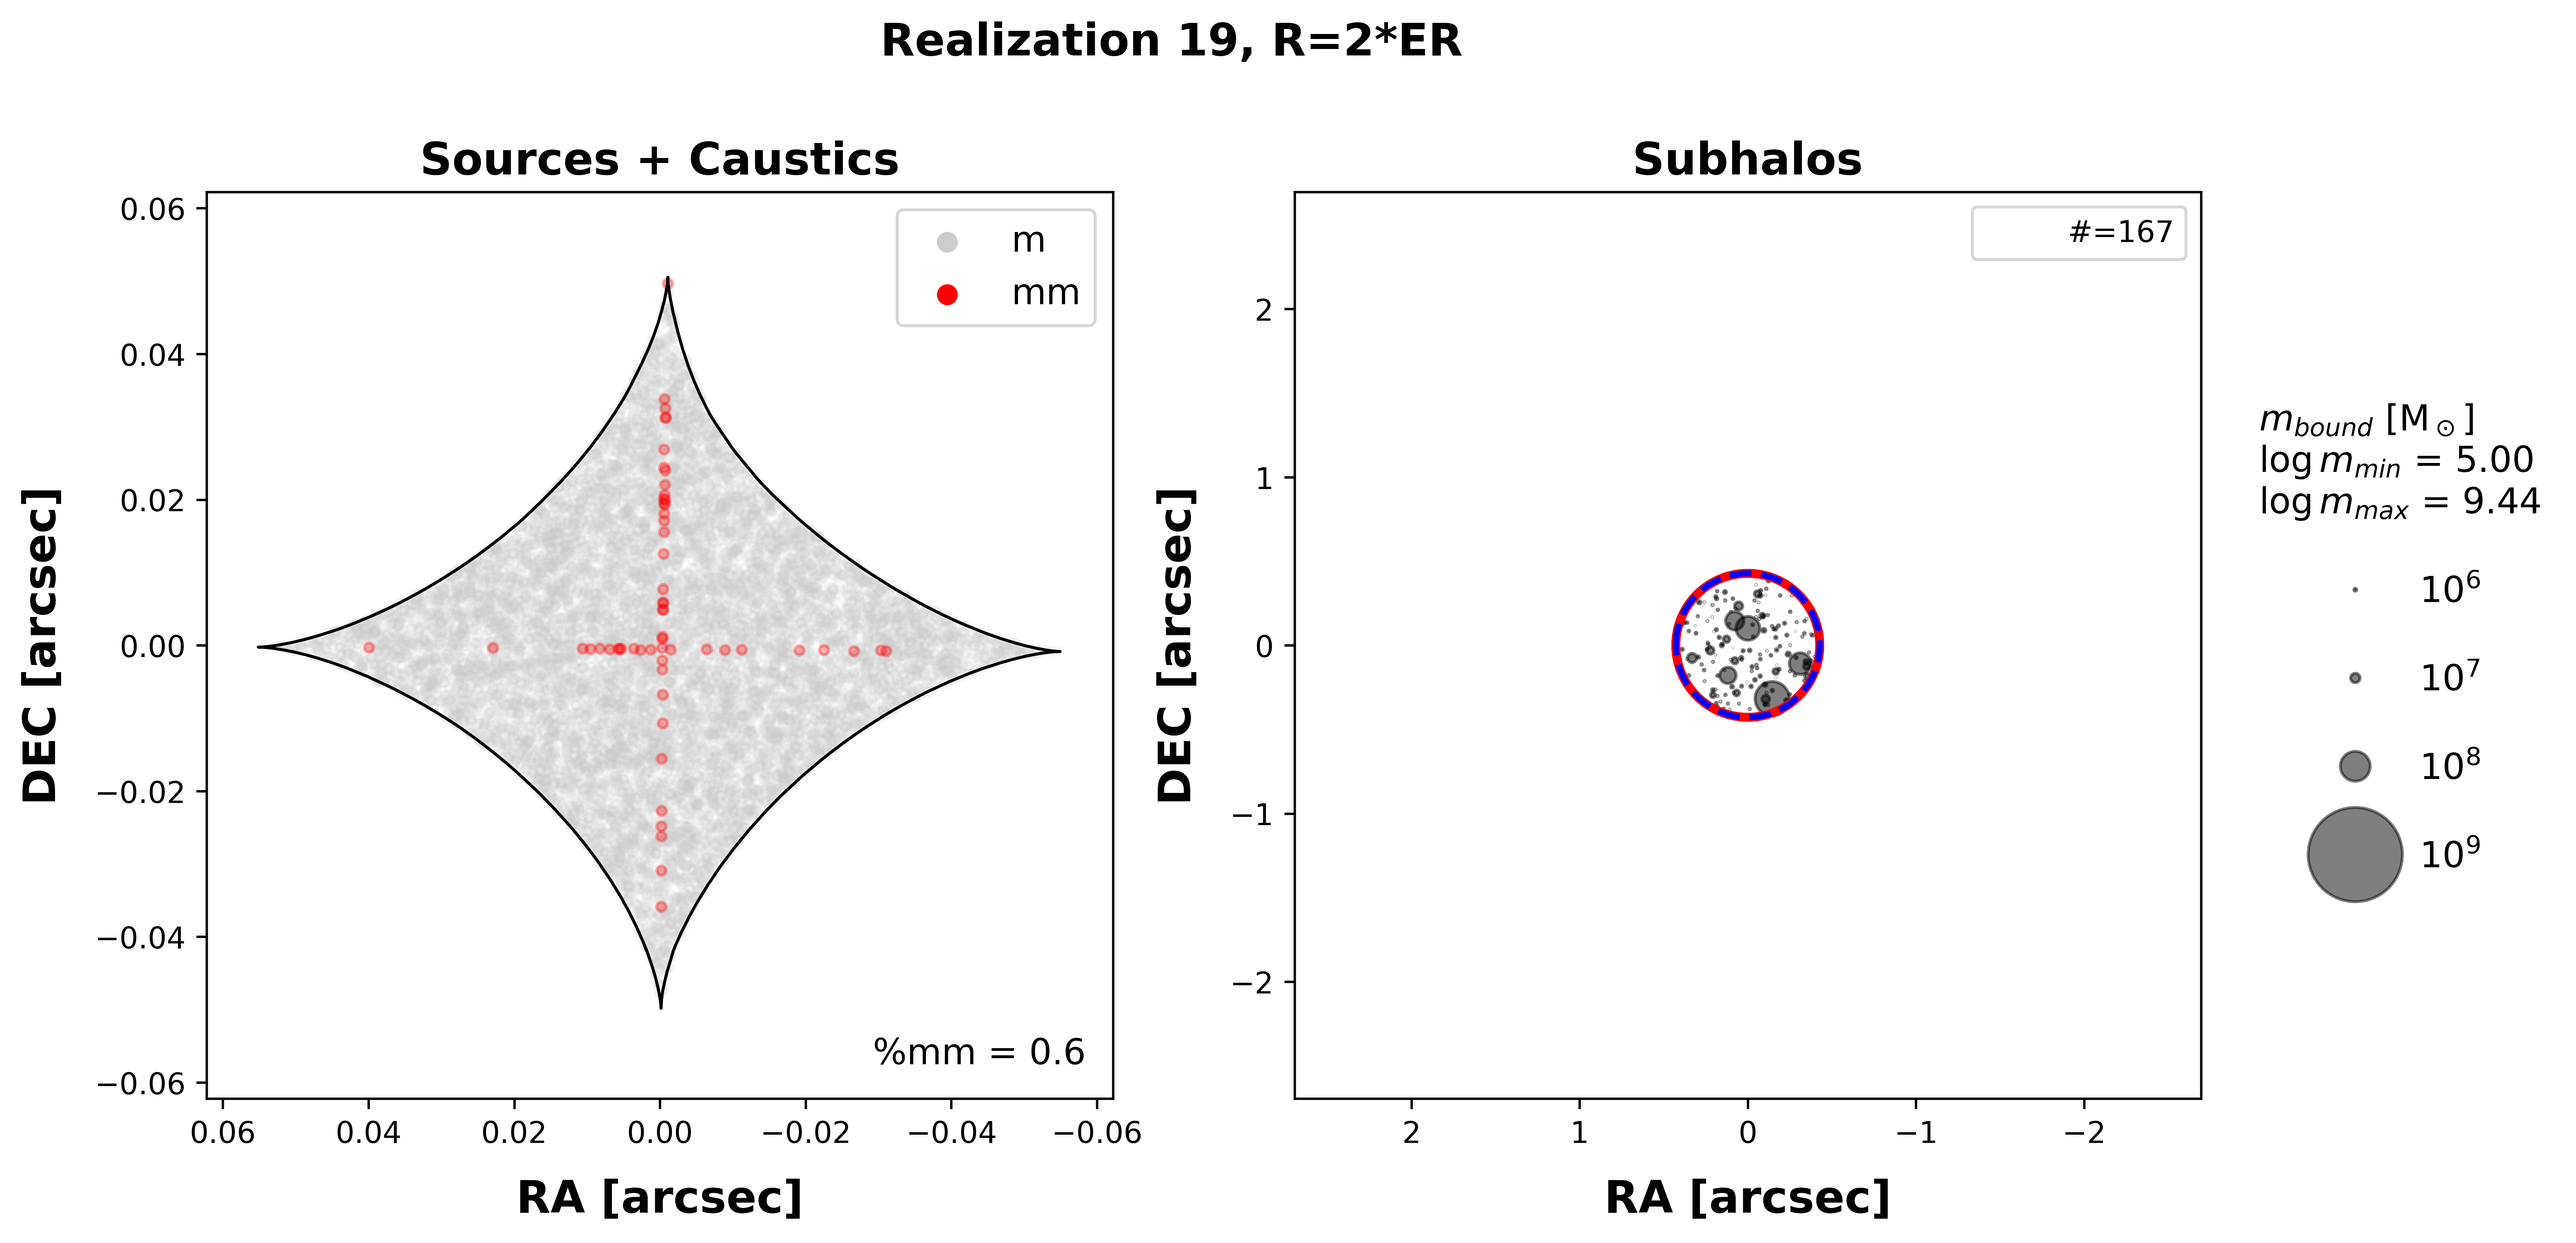 Realization 19, R=2*ER
Sources + Caustics
m
mm
0.06
0.04
0.02
0.00
−0.02
−0.04
−0.06
DEC [arcsec]
%mm = 0.6
0.06
0.04
0.02
0.00
−0.02
−0.04
−0.06
RA [arcsec]
Subhalos
#=167
2
1
0
−1
−2
DEC [arcsec]
2
1
0
−1
−2
RA [arcsec]
m_bound [M_⊙]
log m_min = 5.00
log m_max = 9.44
10^6
10^7
10^8
10^9